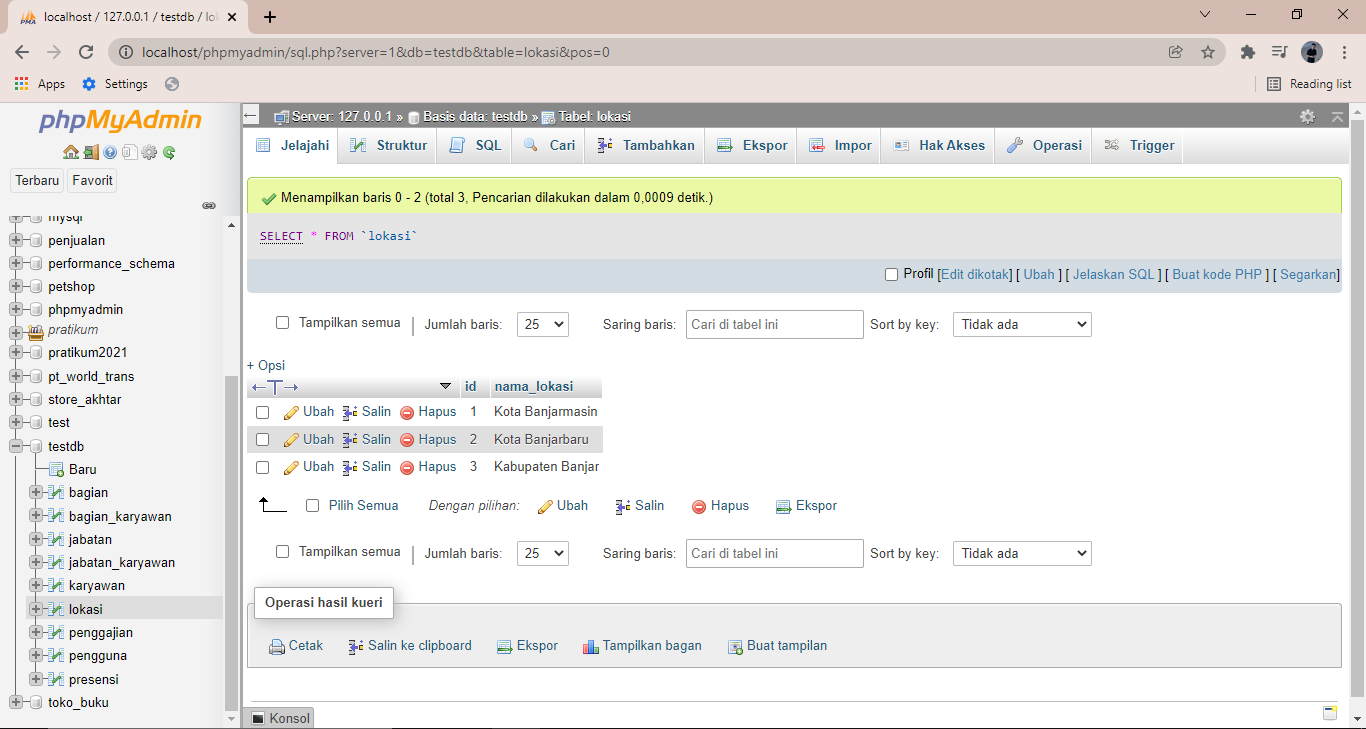 localhost / 127.0.0.1 / testdb / lol
localhost/phpmyadmin/sql.php?server=1&db=testdb&table=lokasi&pos=0
Apps Settings Reading list
phpMyAdmin
Terbaru Favorit
mysql
penjualan
performance_schema
petshop
phpmyadmin
pratikum
pratikum2021
pt_world_trans
store_akhtar
test
testdb
Baru
bagian
bagian_karyawan
jabatan
jabatan_karyawan
karyawan
lokasi
penggajian
pengguna
presensi
toko_buku
Server: 127.0.0.1 » Basis data: testdb » Tabel: lokasi
Jelajahi Struktur SQL Cari Tambahkan Ekspor Impor Hak Akses Operasi Trigger
Menampilkan baris 0 - 2 (total 3, Pencarian dilakukan dalam 0,0009 detik.)
SELECT * FROM `lokasi`
Profil [Edit dikotak] [ Ubah ] [ Jelaskan SQL ] [ Buat kode PHP ] [ Segarkan]
Tampilkan semua | Jumlah baris: 25 Saring baris: Cari di tabel ini Sort by key: Tidak ada
+ Opsi
←T→ id nama_lokasi
Ubah Salin Hapus 1 Kota Banjarmasin
Ubah Salin Hapus 2 Kota Banjarbaru
Ubah Salin Hapus 3 Kabupaten Banjar
Pilih Semua Dengan pilihan: Ubah Salin Hapus Ekspor
Tampilkan semua | Jumlah baris: 25 Saring baris: Cari di tabel ini Sort by key: Tidak ada
Operasi hasil kueri
Cetak Salin ke clipboard Ekspor Tampilkan bagan Buat tampilan
Konsol